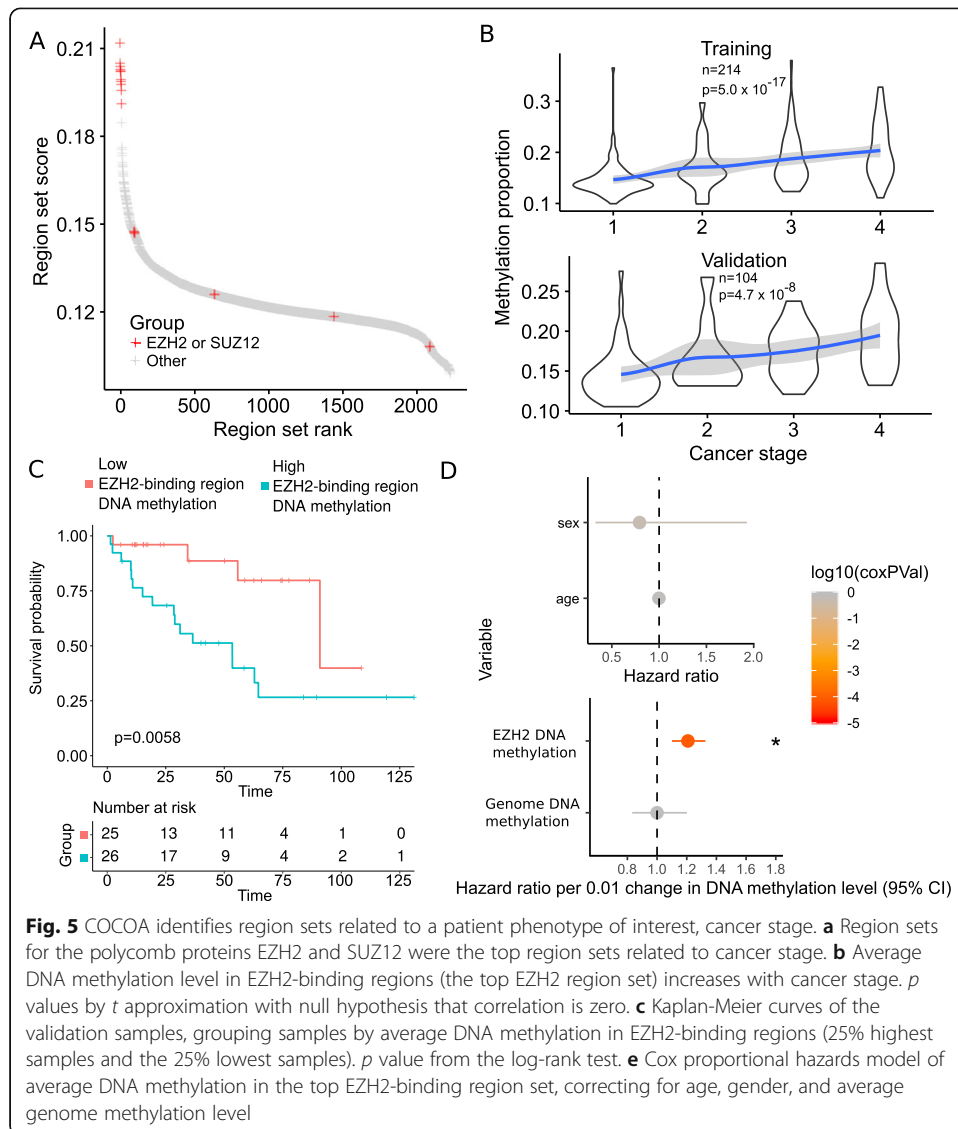 A
0.21
0.18
0.15
0.12
Region set score
Group
EZH2 or SUZ12
Other
0 500 1000 1500 2000
Region set rank
B
Training
n=214
p=5.0 x 10⁻¹⁷
0.3
0.2
0.1
1 2 3 4
Methylation proportion
Validation
n=104
p=4.7 x 10⁻⁸
0.25
0.20
0.15
0.10
1 2 3 4
Cancer stage
C
Low
EZH2-binding region
DNA methylation
High
EZH2-binding region
DNA methylation
1.00
0.75
0.50
0.25
0.00
Survival probability
p=0.0058
0 25 50 75 100 125
Time
Number at risk
Group
25 13 11 4 1 0
26 17 9 4 2 1
0 25 50 75 100 125
Time
D
sex
age
Variable
0.5 1.0 1.5 2.0
Hazard ratio
log10(coxPVal)
0
-1
-2
-3
-4
-5
EZH2 DNA
methylation
*
Genome DNA
methylation
0.8 1.0 1.2 1.4 1.6 1.8
Hazard ratio per 0.01 change in DNA methylation level (95% CI)
Fig. 5 COCOA identifies region sets related to a patient phenotype of interest, cancer stage. a Region sets
for the polycomb proteins EZH2 and SUZ12 were the top region sets related to cancer stage. b Average
DNA methylation level in EZH2-binding regions (the top EZH2 region set) increases with cancer stage. p
values by t approximation with null hypothesis that correlation is zero. c Kaplan-Meier curves of the
validation samples, grouping samples by average DNA methylation in EZH2-binding regions (25% highest
samples and the 25% lowest samples). p value from the log-rank test. e Cox proportional hazards model of
average DNA methylation in the top EZH2-binding region set, correcting for age, gender, and average
genome methylation level